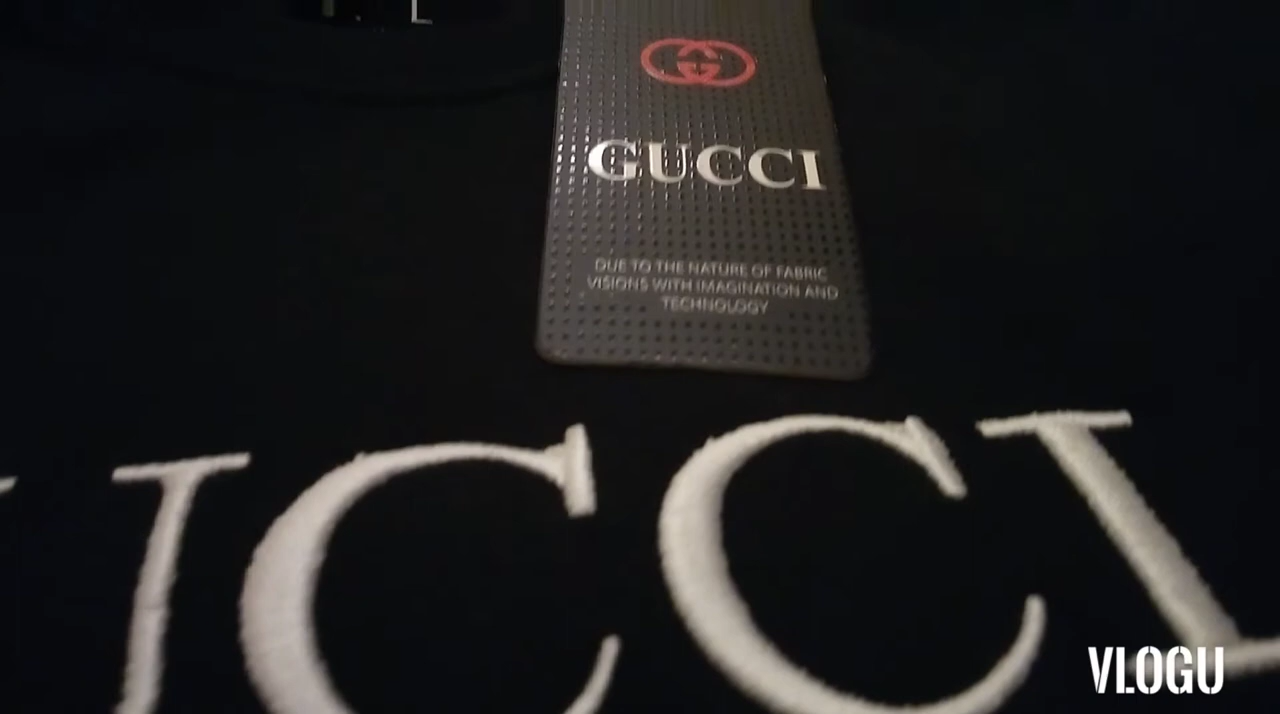 L
GUCCI
DUE TO THE NATURE OF FABRIC
VISIONS WITH IMAGINATION AND
TECHNOLOGY
UCCI
VLOGU